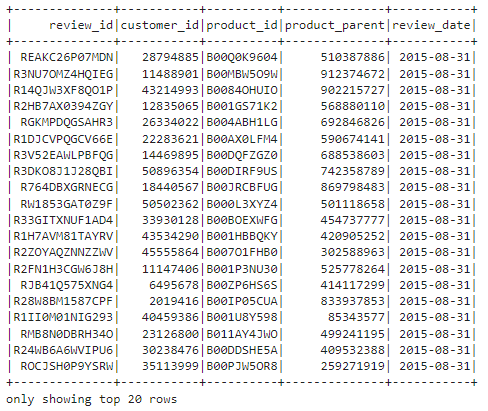 +--------------+-----------+----------+--------------+-----------+
|     review_id|customer_id|product_id|product_parent|review_date|
+--------------+-----------+----------+--------------+-----------+
| REAKC26P07MDN|   28794885|B00Q0K9604|     510387886| 2015-08-31|
|R3NU7OMZ4HQIEG|   11488901|B00MBW5O9W|     912374672| 2015-08-31|
|R14QJW3XF8QO1P|   43214993|B0084OHUIO|     902215727| 2015-08-31|
|R2HB7AX0394ZGY|   12835065|B001GS71K2|     568880110| 2015-08-31|
| RGKMPDQGSAHR3|   26334022|B004ABH1LG|     692846826| 2015-08-31|
|R1DJCVPQGCV66E|   22283621|B00AX0LFM4|     590674141| 2015-08-31|
|R3V52EAWLPBFQG|   14469895|B00DQFZGZ0|     688538603| 2015-08-31|
|R3DKO8J1J28QBI|   50896354|B00DIRF9US|     742358789| 2015-08-31|
| R764DBXGRNECG|   18440567|B00JRCBFUG|     869798483| 2015-08-31|
| RW1853GAT0Z9F|   50502362|B000L3XYZ4|     501118658| 2015-08-31|
|R33GITXNUF1AD4|   33930128|B00BOEXWFG|     454737777| 2015-08-31|
|R1H7AVM81TAYRV|   43534290|B001HBBQKY|     420905252| 2015-08-31|
|R2ZOYAQZNNZZWV|   45555864|B007O1FHB0|     302588963| 2015-08-31|
|R2FN1H3CGW6J8H|   11147406|B001P3NU30|     525778264| 2015-08-31|
| RJB41Q575XNG4|    6495678|B00ZP6HS6S|     414117299| 2015-08-31|
|R28W8BM1587CPF|    2019416|B00IP05CUA|     833937853| 2015-08-31|
|R1II0M01NIG293|   40459386|B001U8Y598|      85343577| 2015-08-31|
| RMB8N0DBRH34O|   23126800|B011AY4JWO|     499241195| 2015-08-31|
|R24WB6A6WVIPU6|   30238476|B00DDSHE5A|     409532388| 2015-08-31|
| ROCJSH0P9YSRW|   35113999|B00PJW5OR8|     259271919| 2015-08-31|
+--------------+-----------+----------+--------------+-----------+
only showing top 20 rows